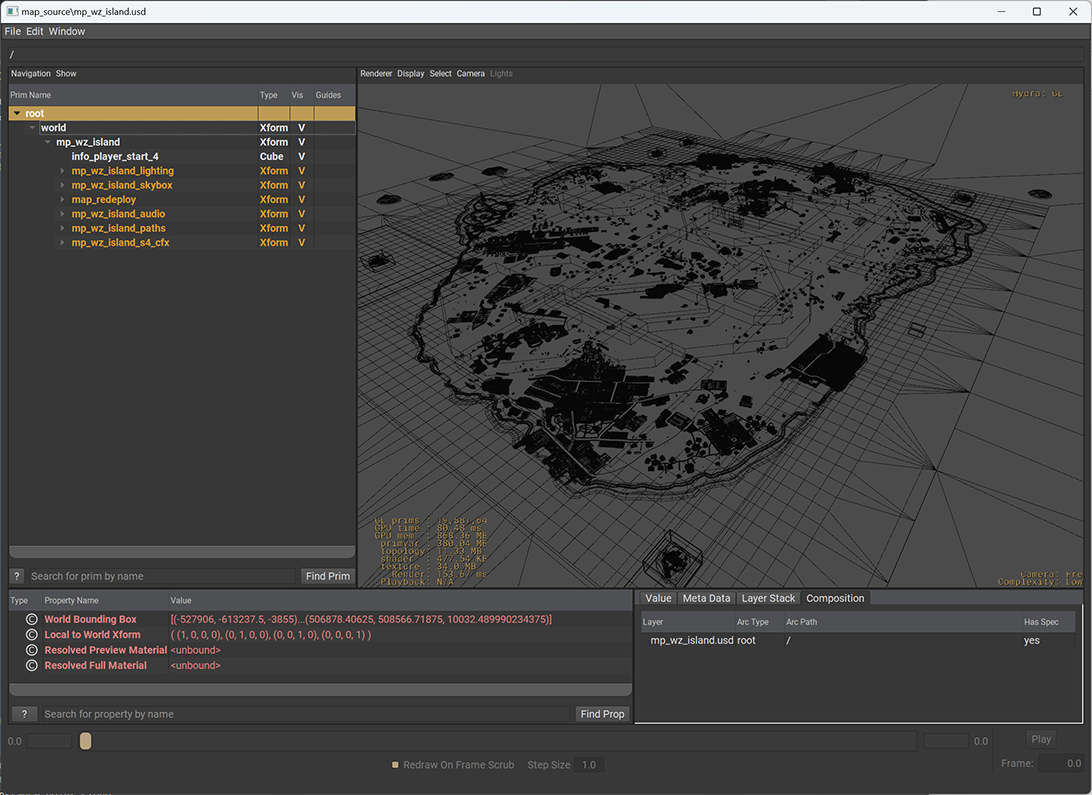 map_source\mp_wz_island.usd
File Edit Window
/
Navigation Show
Prim Name Type Vis Guides
root
world Xform V
mp_wz_island Xform V
info_player_start_4 Cube V
mp_wz_island_lighting Xform V
mp_wz_island_skybox Xform V
map_redeploy Xform V
mp_wz_island_audio Xform V
mp_wz_island_paths Xform V
mp_wz_island_s4_cfx Xform V
? Search for prim by name Find Prim
Renderer Display Select Camera Lights
Hydra: GL
GL prims :
GPU time : 80.48 ms
GPU mem : 868.36 MB
primvar : 380.04 MB
topology: 11.33 MB
shader : 477.54 KB
texture : 34.0 MB
Render: 153.67 ms
Playback: N/A
Camera: Fre
Complexity: Low
Type Property Name Value
World Bounding Box [(-527906, -613237.5, -3855)...(506878.40625, 508566.71875, 10032.489990234375)]
Local to World Xform ( (1, 0, 0, 0), (0, 1, 0, 0), (0, 0, 1, 0), (0, 0, 0, 1) )
Resolved Preview Material <unbound>
Resolved Full Material <unbound>
? Search for property by name Find Prop
Value Meta Data Layer Stack Composition
Layer Arc Type Arc Path Has Spec
mp_wz_island.usd root / yes
0.0 0.0 Play
Redraw On Frame Scrub Step Size 1.0 Frame: 0.0